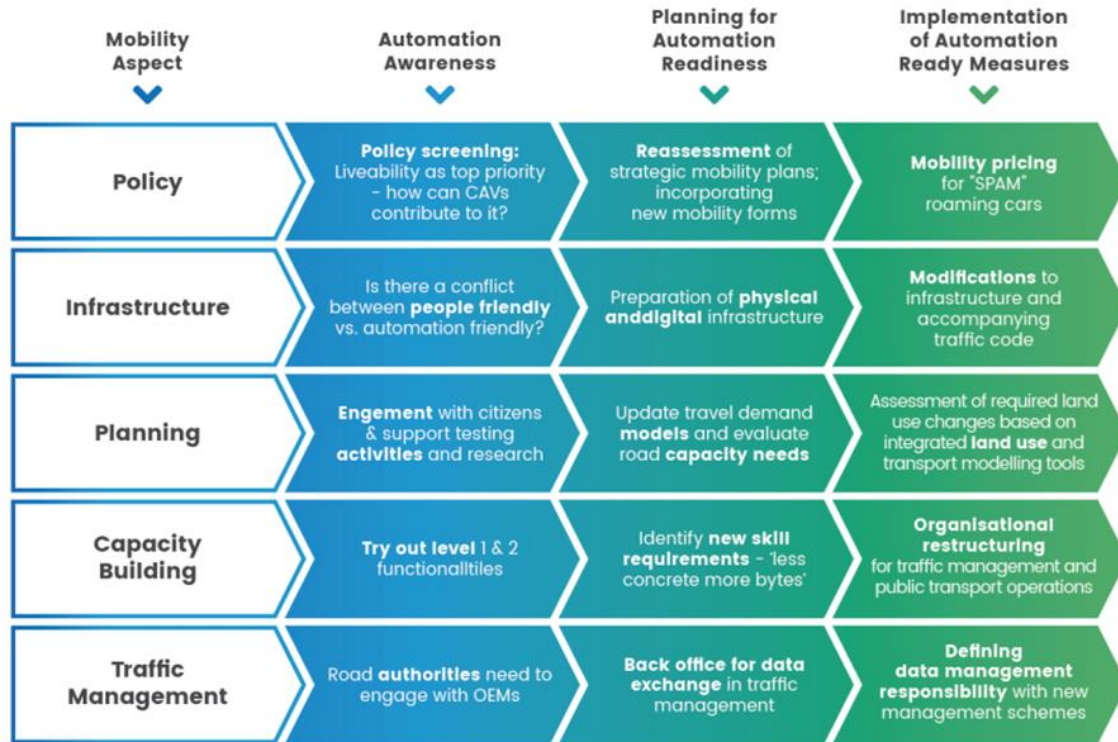 Mobility
Aspect
Automation
Awareness
Planning for
Automation
Readiness
Implementation
of Automation
Ready Measures
Policy
Policy screening:
Liveability as top priority
- how can CAVs
contribute to it?
Reassessment of
strategic mobility plans;
incorporating
new mobility forms
Mobility pricing
for "SPAM"
roaming cars
Infrastructure
Is there a conflict
between people friendly
vs. automation friendly?
Preparation of physical
anddigital infrastructure
Modifications to
infrastructure and
accompanying
traffic code
Planning
Engement with citizens
& support testing
activities and research
Update travel demand
models and evaluate
road capacity needs
Assessment of required land
use changes based on
integrated land use and
transport modelling tools
Capacity
Building
Try out level 1 & 2
functionalltiles
Identify new skill
requirements - 'less
concrete more bytes'
Organisational
restructuring
for traffic management and
public transport operations
Traffic
Management
Road authorities need to
engage with OEMs
Back office for data
exchange in traffic
management
Defining
data management
responsibility with new
management schemes